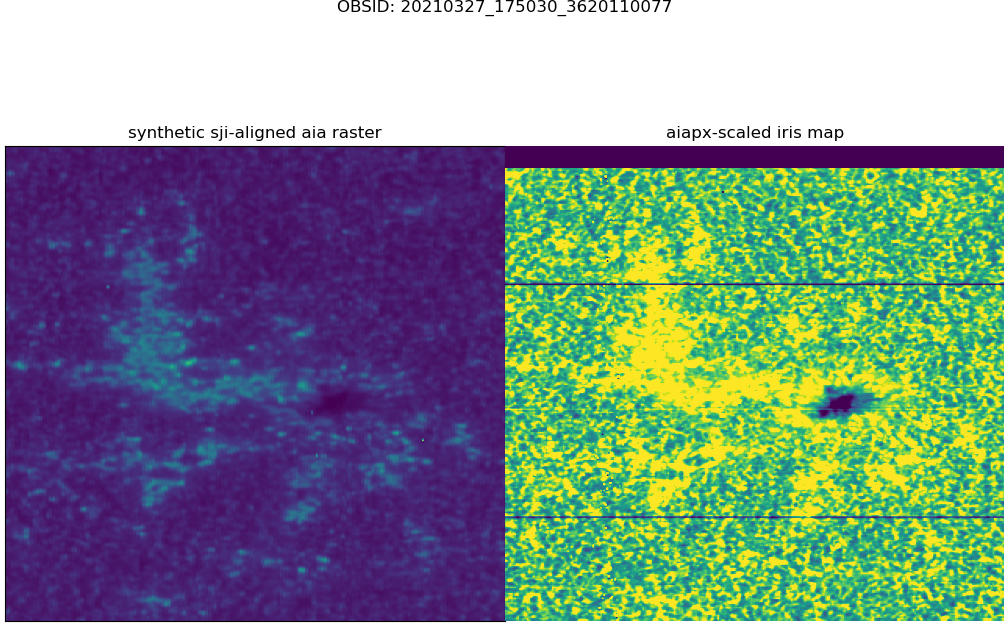 OBSID: 20210327_175030_3620110077
synthetic sji-aligned aia raster
aiapx-scaled iris map